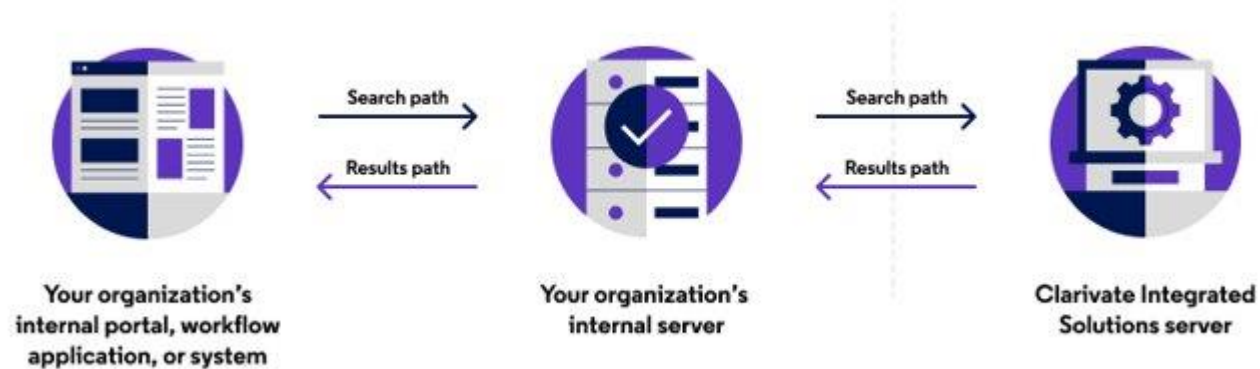 Search path
Results path
Search path
Results path
Your organization's
internal portal, workflow
application, or system
Your organization's
internal server
Clarivate Integrated
Solutions server